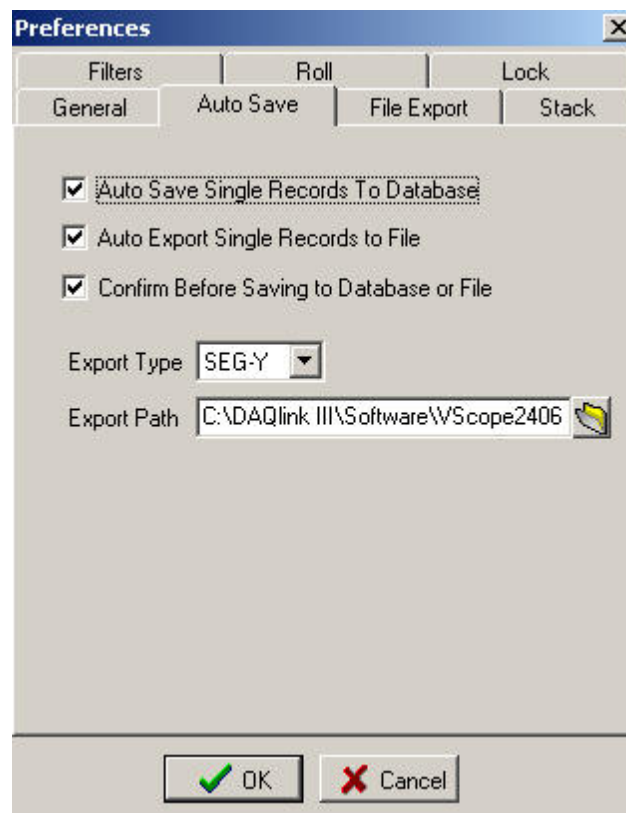 Preferences
Filters Roll Lock
General Auto Save File Export Stack
Auto Save Single Records To Database
Auto Export Single Records to File
Confirm Before Saving to Database or File
Export Type SEG-Y
Export Path C:\DAQlink III\Software\VScope2406
OK Cancel